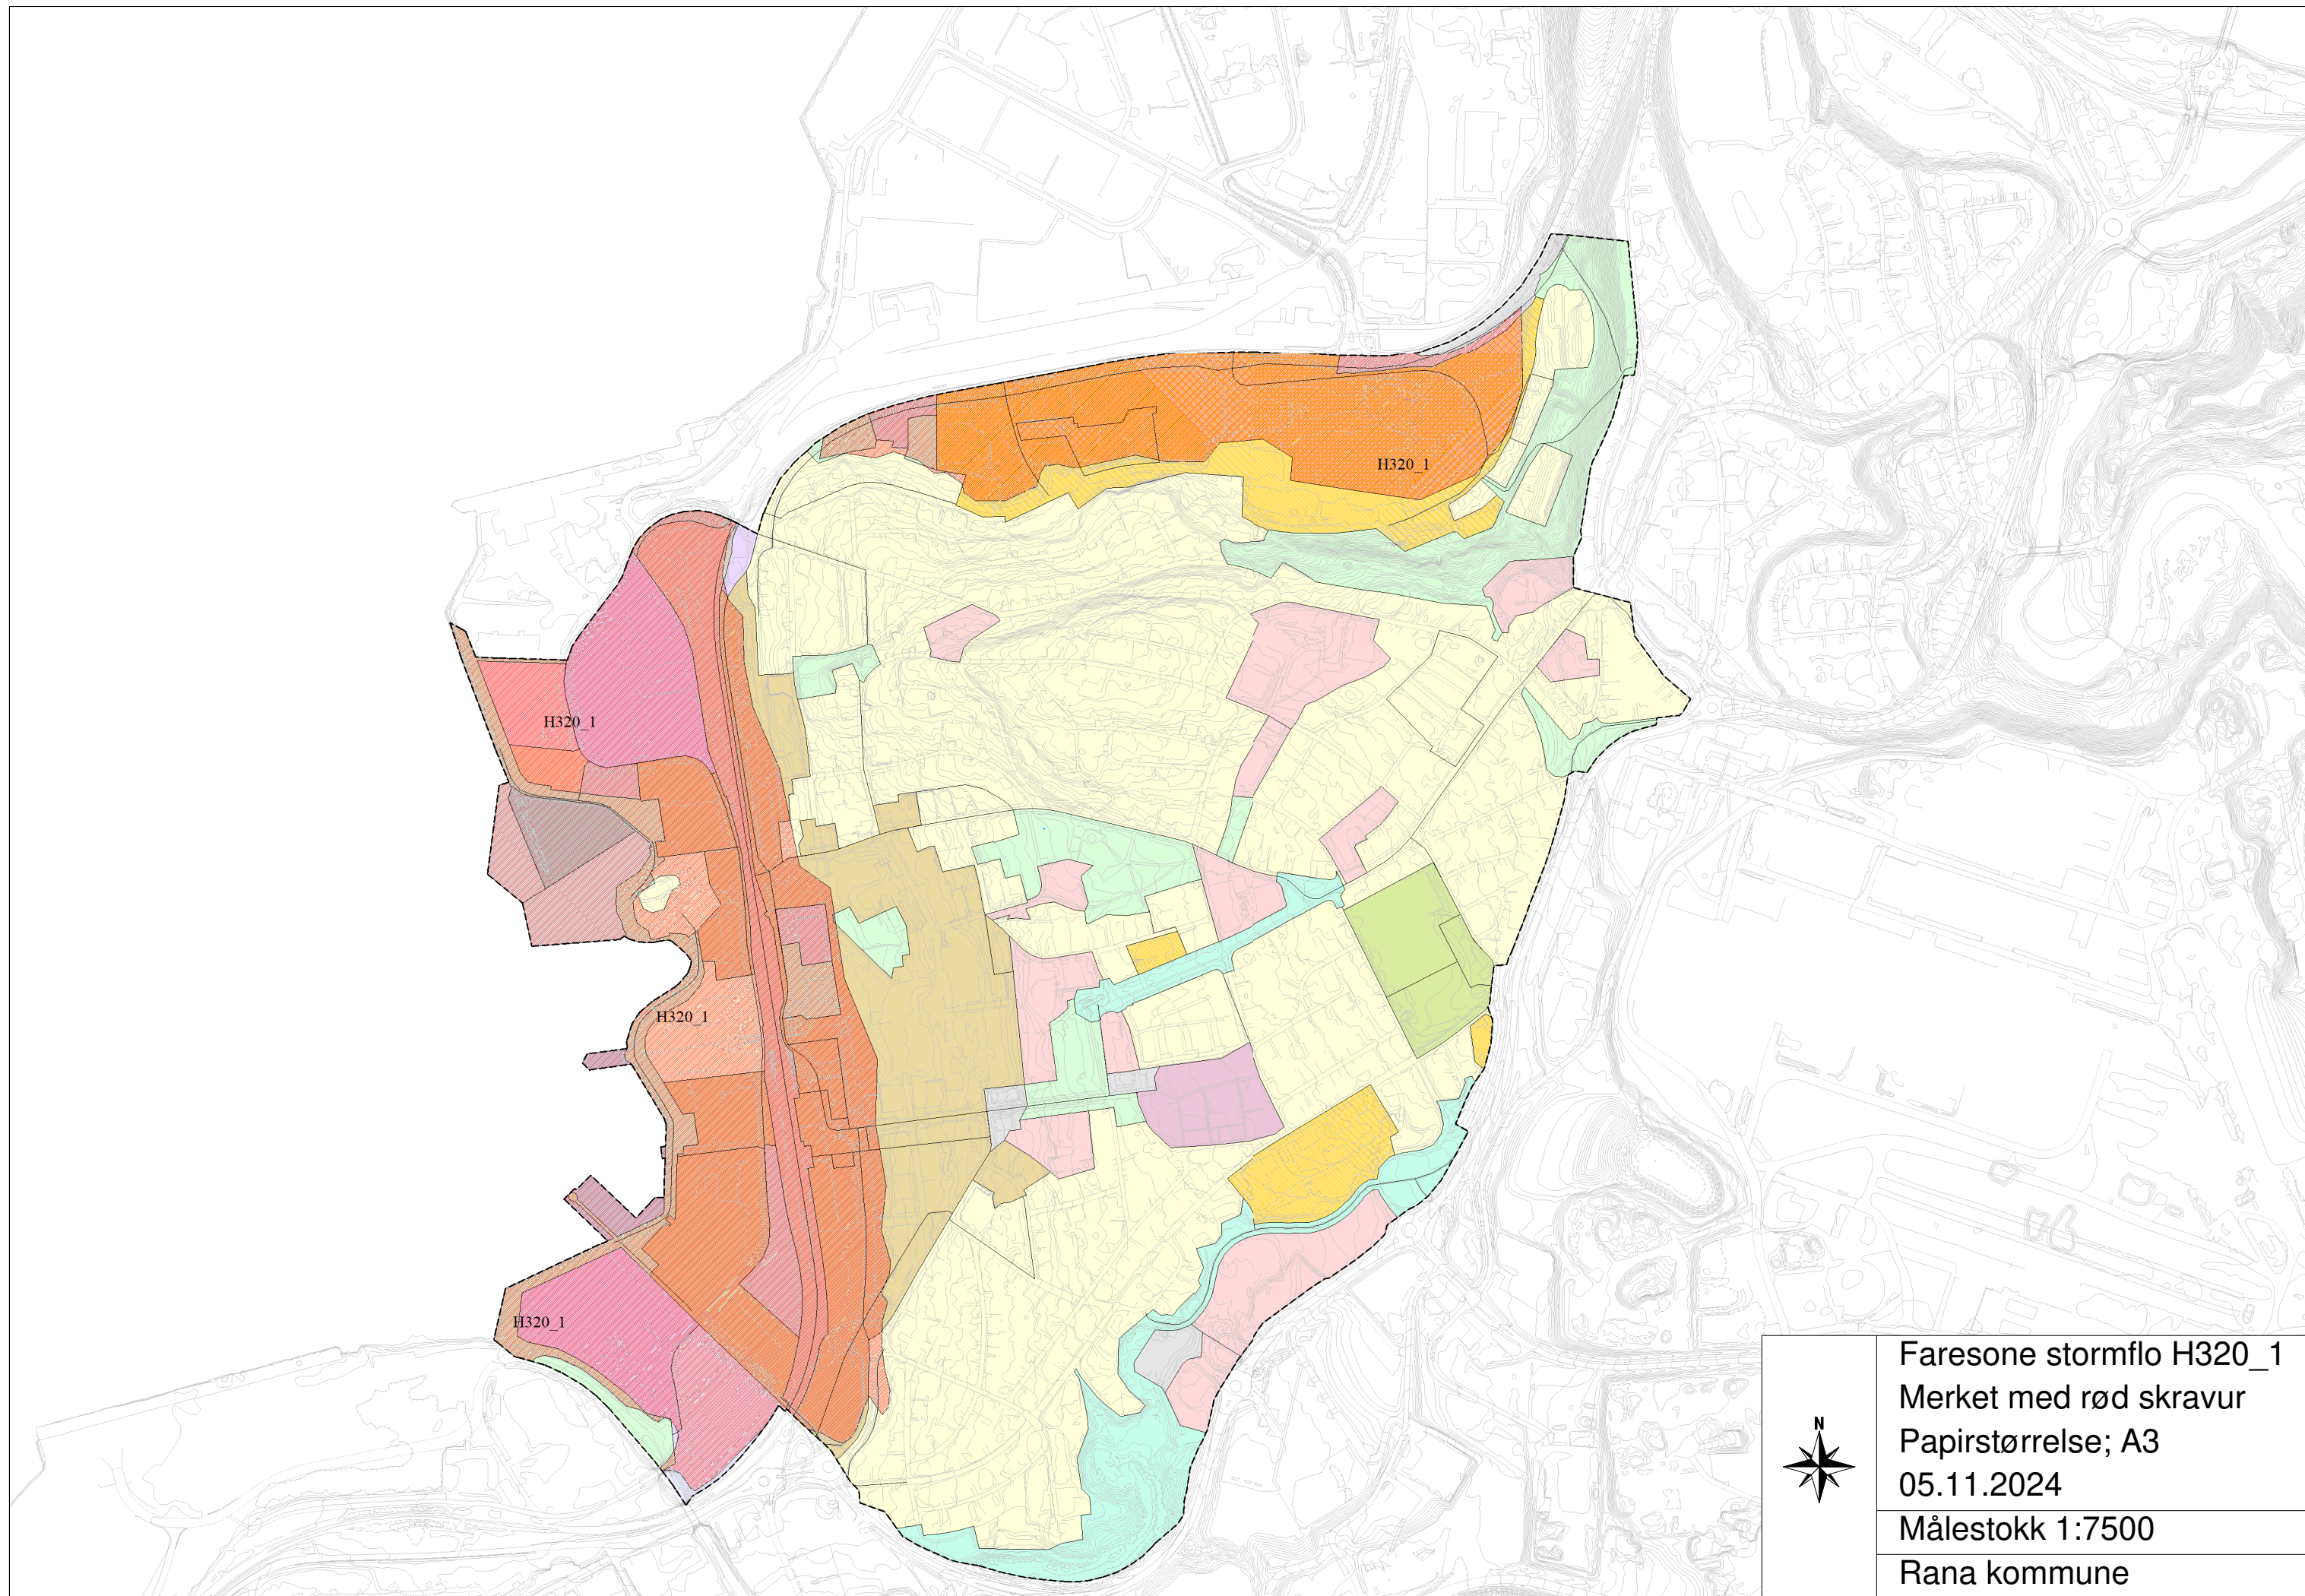 H320_1
H320_1
H320_1
H320_1
N
Faresone stormflo H320_1
Merket med rød skravur
Papirstørrelse; A3
05.11.2024
Målestokk 1:7500
Rana kommune